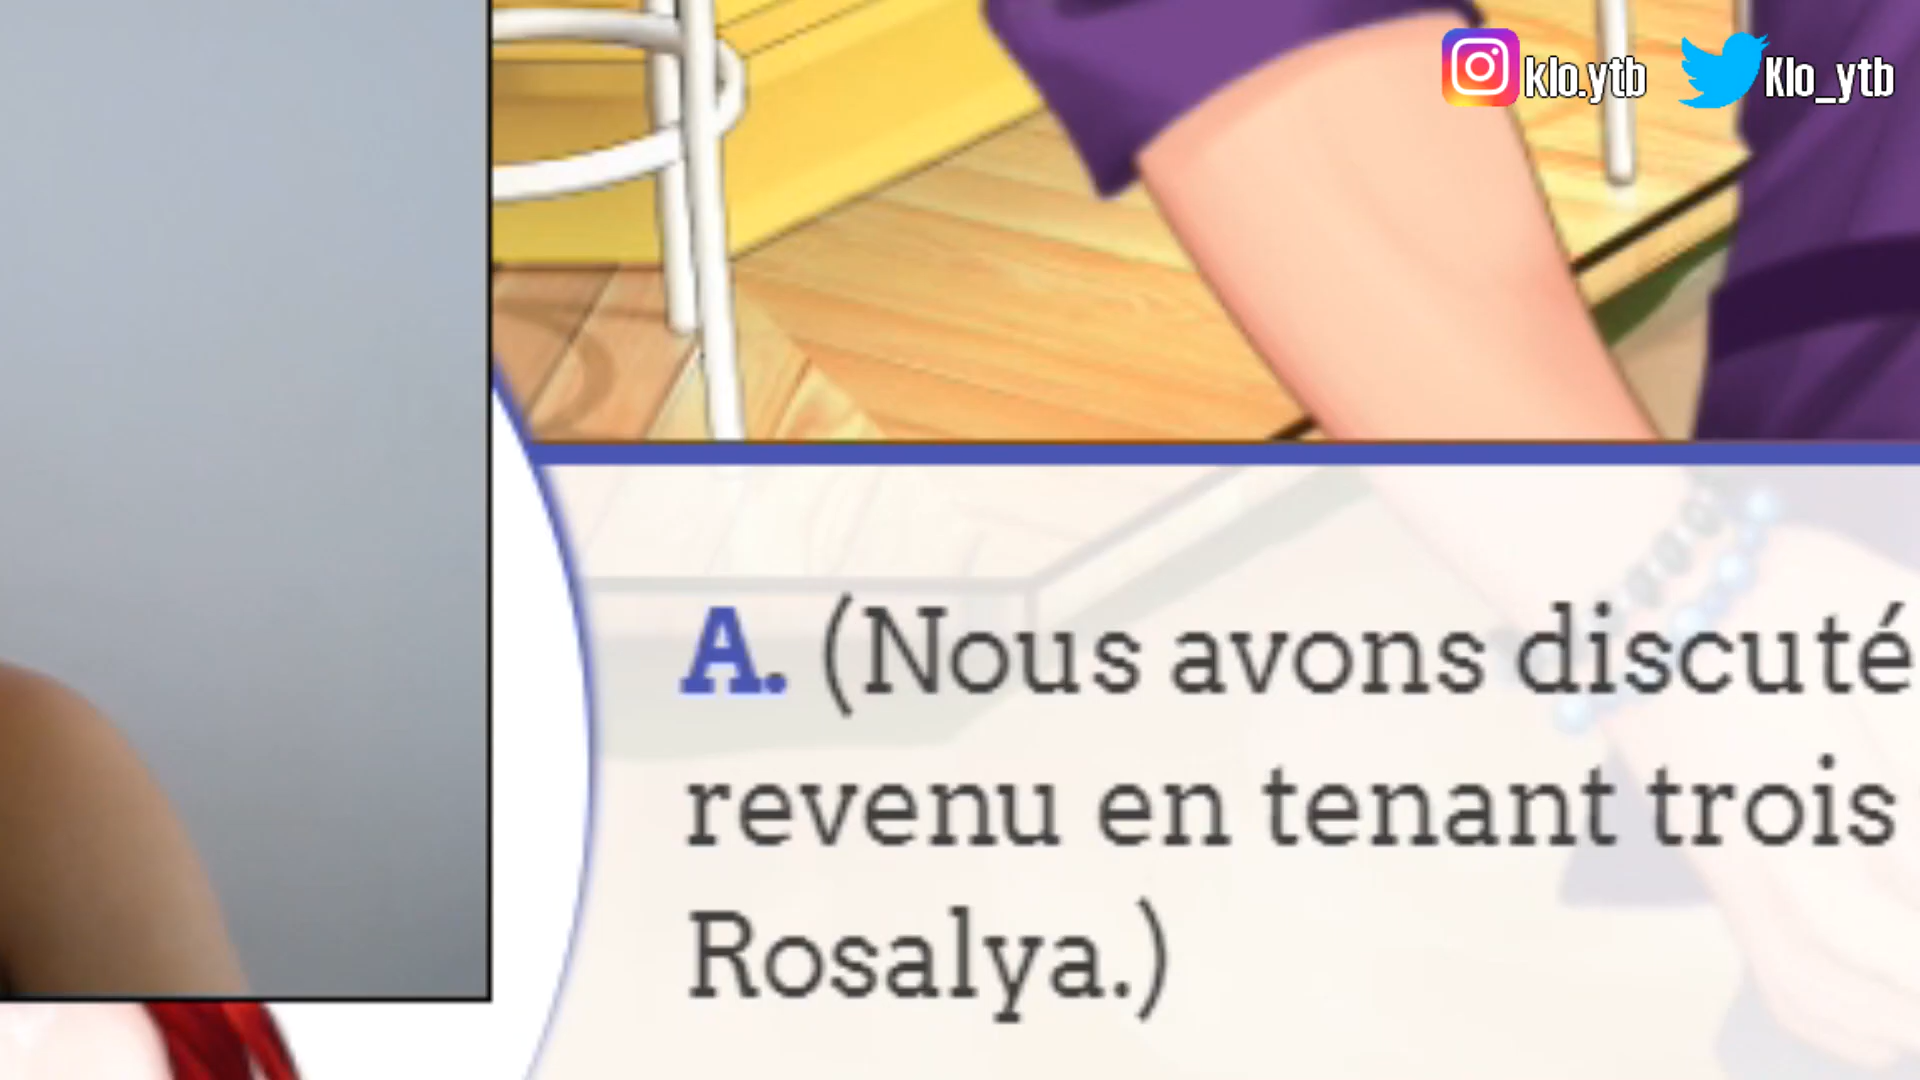 klo.ytb Klo_ytb
A. (Nous avons discuté
revenu en tenant trois
Rosalya.)